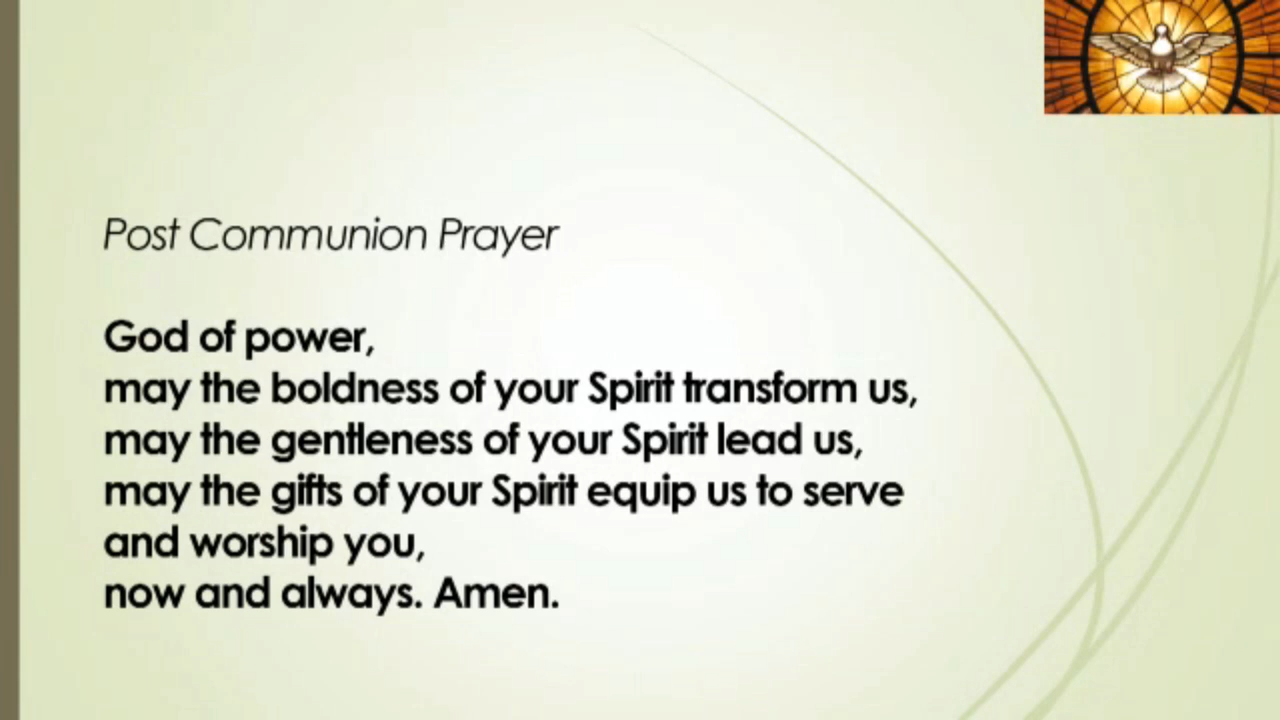 Post Communion Prayer
God of power,
may the boldness of your Spirit transform us,
may the gentleness of your Spirit lead us,
may the gifts of your Spirit equip us to serve
and worship you,
now and always. Amen.